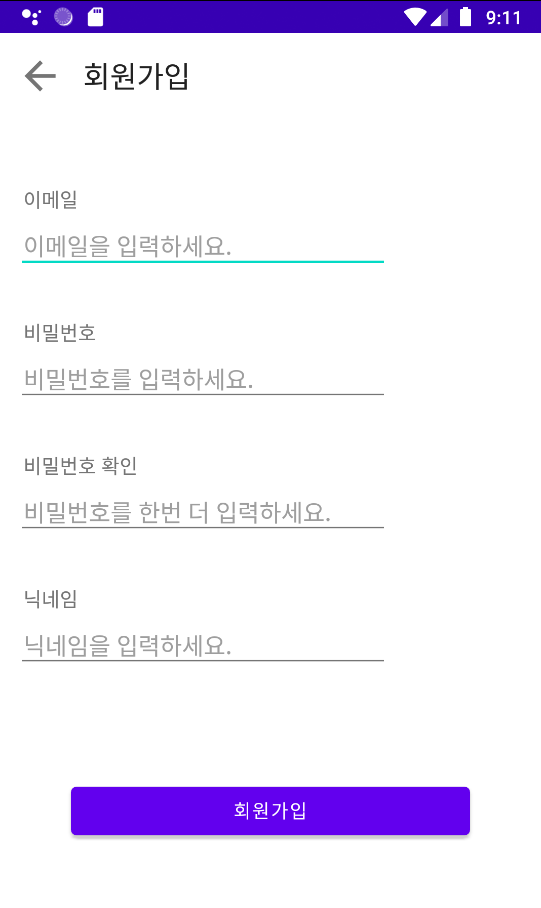 9:11
회원가입
이메일
이메일을 입력하세요.
비밀번호
비밀번호를 입력하세요.
비밀번호 확인
비밀번호를 한번 더 입력하세요.
닉네임
닉네임을 입력하세요.
회원가입